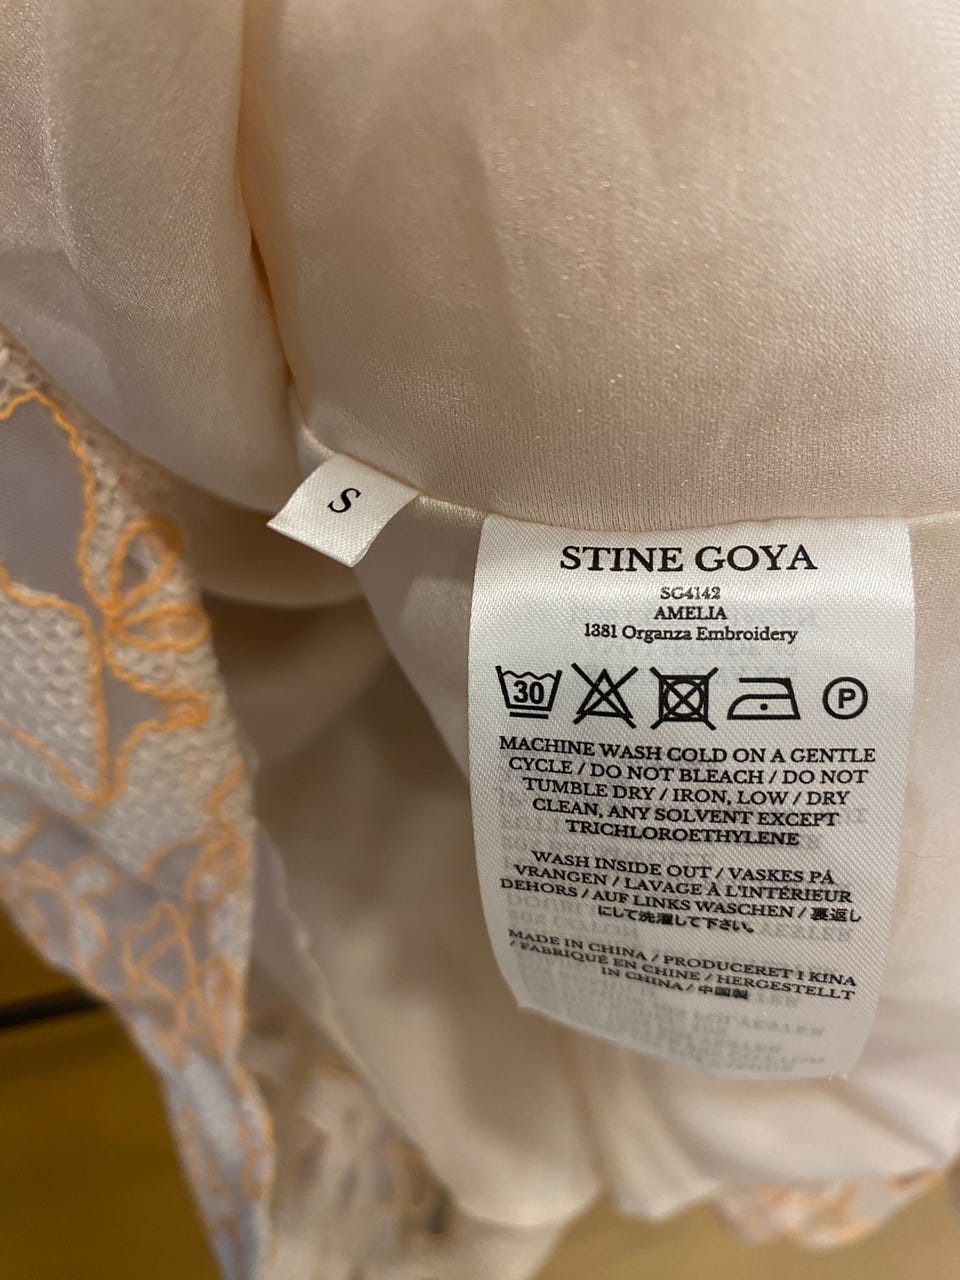 S
STINE GOYA
SG4142
AMELIA
1381 Organza Embroidery
30
P
MACHINE WASH COLD ON A GENTLE
CYCLE / DO NOT BLEACH / DO NOT
TUMBLE DRY / IRON, LOW / DRY
CLEAN, ANY SOLVENT EXCEPT
TRICHLOROETHYLENE
WASH INSIDE OUT / VASKES PÅ
VRANGEN / LAVAGE À L'INTÉRIEUR
DEHORS / AUF LINKS WASCHEN / 裏返し
にして洗濯して下さい。
MADE IN CHINA / PRODUCERET I KINA
/ FABRIQUÉ EN CHINE / HERGESTELLT
IN CHINA / 中国製